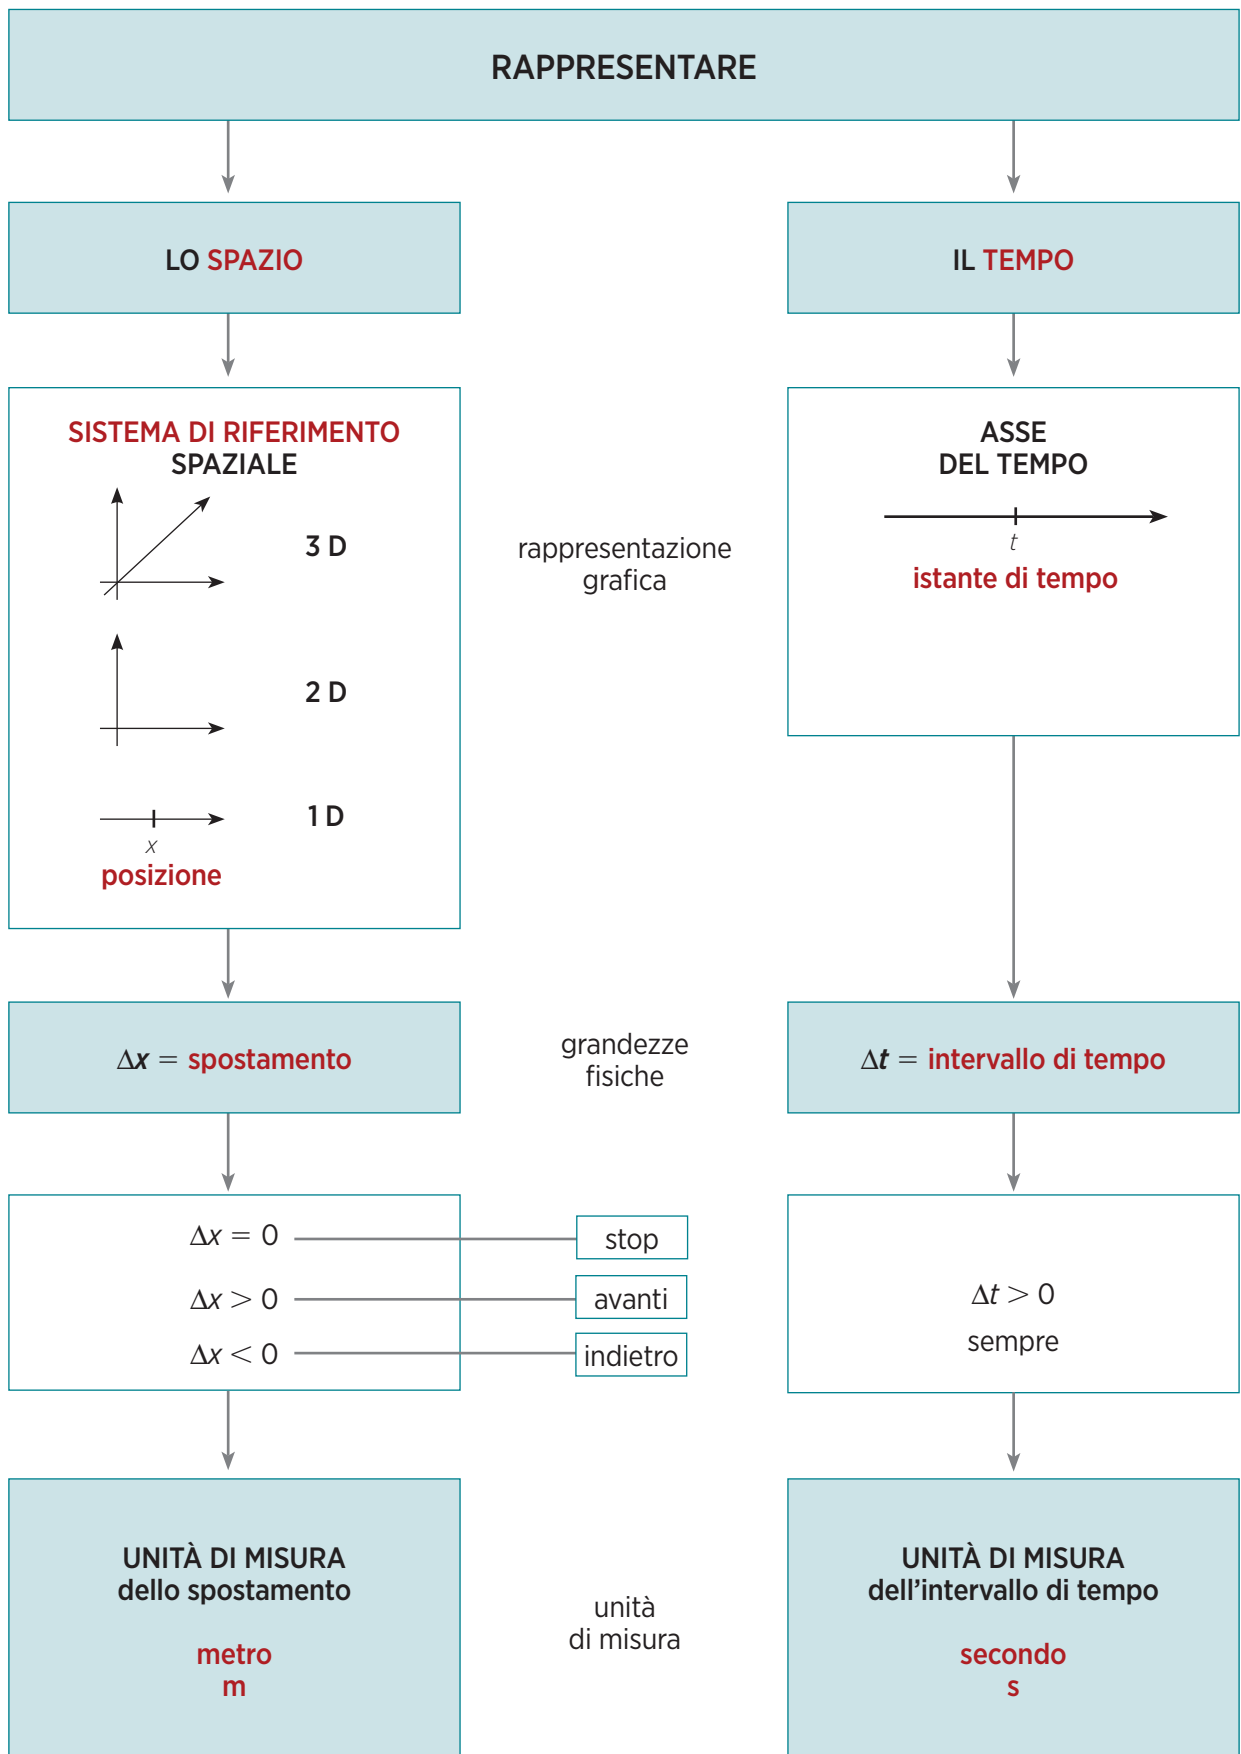 RAPPRESENTARE
LO SPAZIO
IL TEMPO
SISTEMA DI RIFERIMENTO
SPAZIALE
3 D
2 D
1 D
x
posizione
rappresentazione
grafica
ASSE
DEL TEMPO
t
istante di tempo
Δx = spostamento
grandezze
fisiche
Δt = intervallo di tempo
Δx = 0
stop
Δx > 0
avanti
Δx < 0
indietro
Δt > 0
sempre
UNITÀ DI MISURA
dello spostamento
metro
m
unità
di misura
UNITÀ DI MISURA
dell’intervallo di tempo
secondo
s